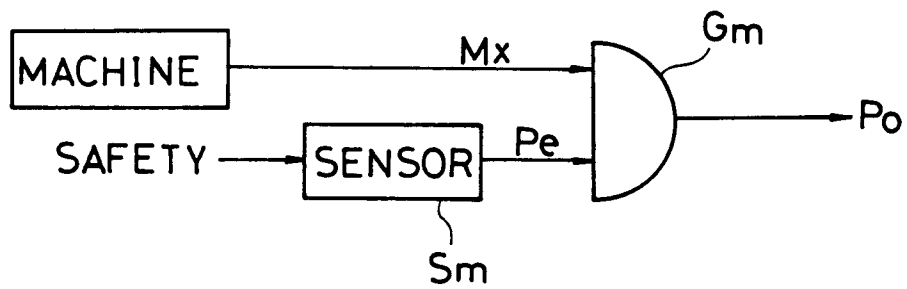 Gm
Mx
MACHINE
Po
Pe
SAFETY
SENSOR
Sm